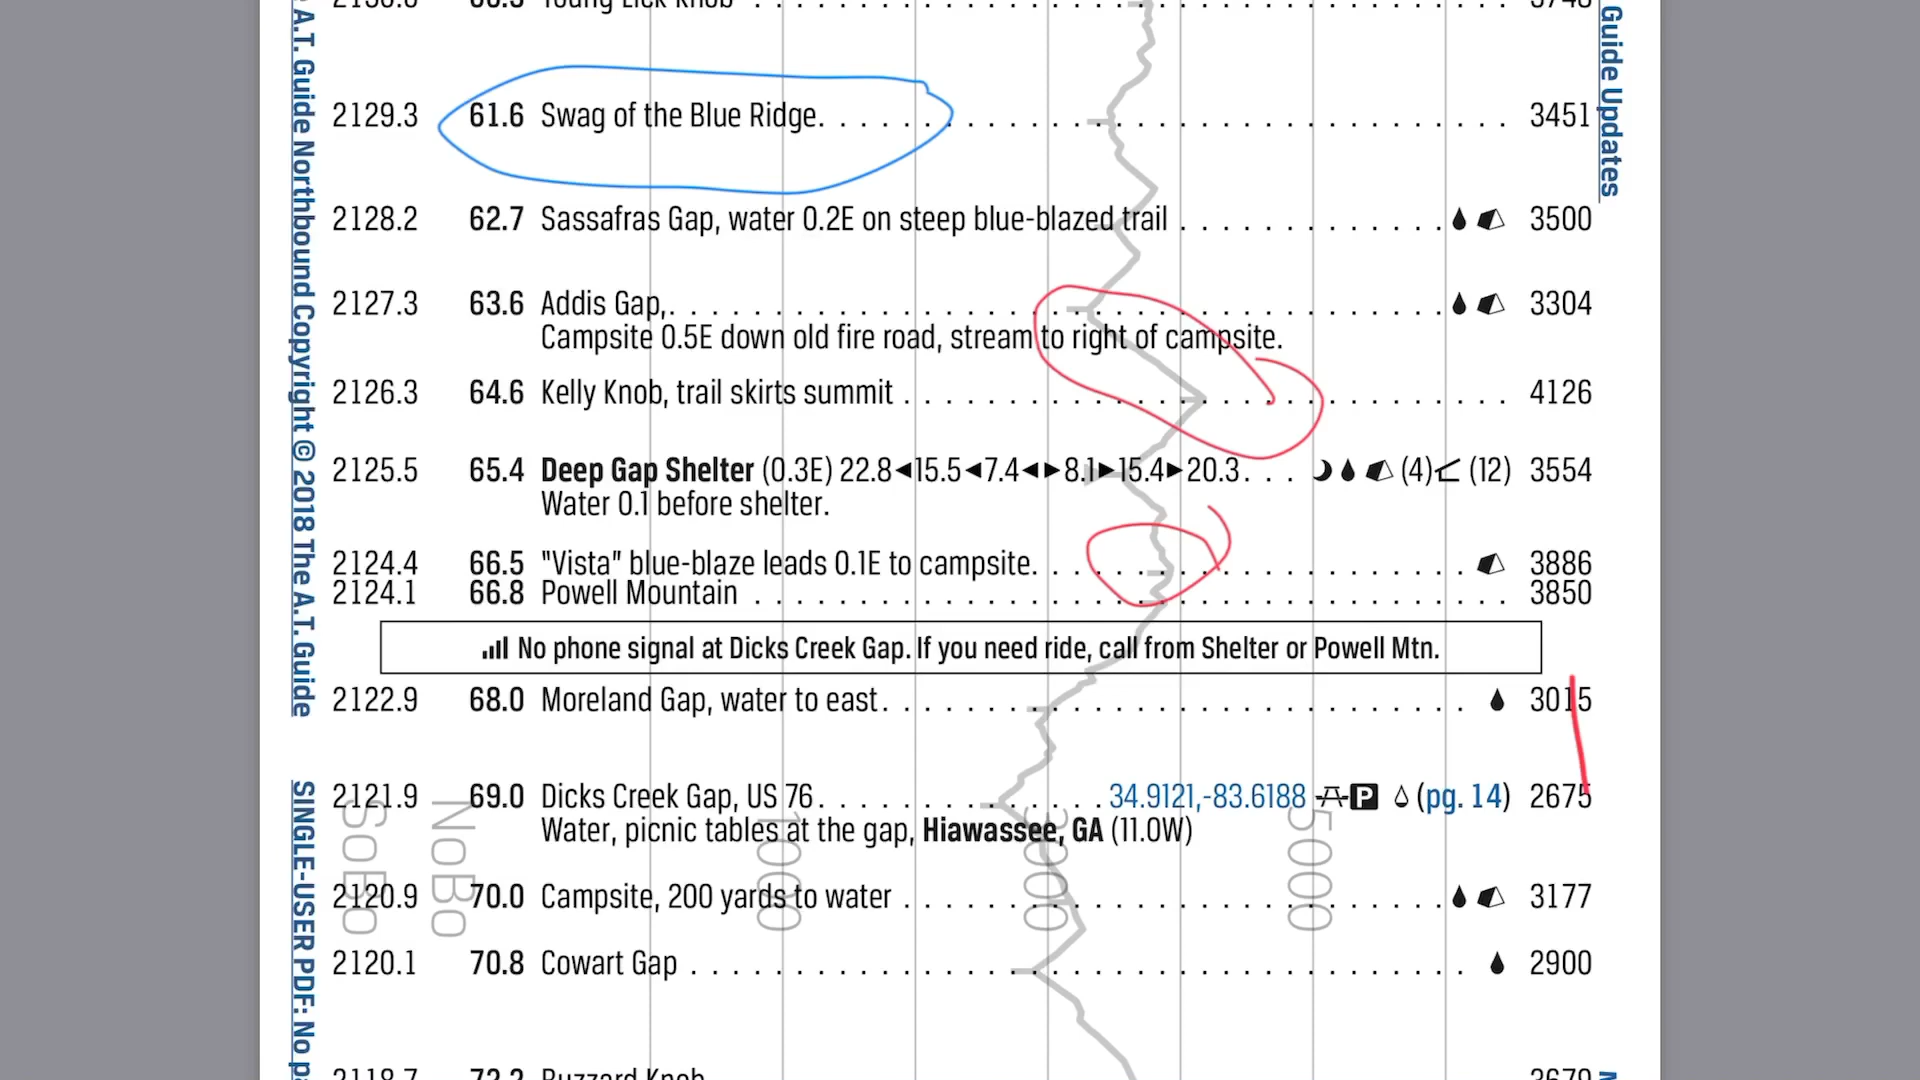 2129.3 61.6 Swag of the Blue Ridge. . . . . . . . . . . . . . . . . . . . . . . . . . . . . . 3451
2128.2 62.7 Sassafras Gap, water 0.2E on steep blue-blazed trail . . . . . . . . . . . . . 3500
2127.3 63.6 Addis Gap,. . . . . . . . . . . . . . . . . . . . . . . . . . . . . . . . . . . . . 3304
Campsite 0.5E down old fire road, stream to right of campsite.
2126.3 64.6 Kelly Knob, trail skirts summit . . . . . . . . . . . . . . . . . . . . . . . . . . . . . 4126
2125.5 65.4 Deep Gap Shelter (0.3E) 22.8◀15.5◀7.4◀▶8.1▶15.4▶20.3. . . (4) (12) 3554
Water 0.1 before shelter.
2124.4 66.5 "Vista" blue-blaze leads 0.1E to campsite. . . . . . . . . . . . . . . . . . . . . 3886
2124.1 66.8 Powell Mountain . . . . . . . . . . . . . . . . . . . . . . . . . . . . . . . . . . . . 3850
No phone signal at Dicks Creek Gap. If you need ride, call from Shelter or Powell Mtn.
2122.9 68.0 Moreland Gap, water to east. . . . . . . . . . . . . . . . . . . . . . . . . . . . 3015
2121.9 69.0 Dicks Creek Gap, US 76. . . . . . . . . . . . . . 34.9121,-83.6188 P (pg. 14) 2675
Water, picnic tables at the gap, Hiawassee, GA (11.0W)
2120.9 70.0 Campsite, 200 yards to water . . . . . . . . . . . . . . . . . . . . . . . . . . . 3177
2120.1 70.8 Cowart Gap . . . . . . . . . . . . . . . . . . . . . . . . . . . . . . . . . . . . . 2900
SoBo
NoBo
1000
3000
5000
A.T. Guide Northbound Copyright © 2018 The A.T. Guide
SINGLE-USER PDF: No
Guide Updates